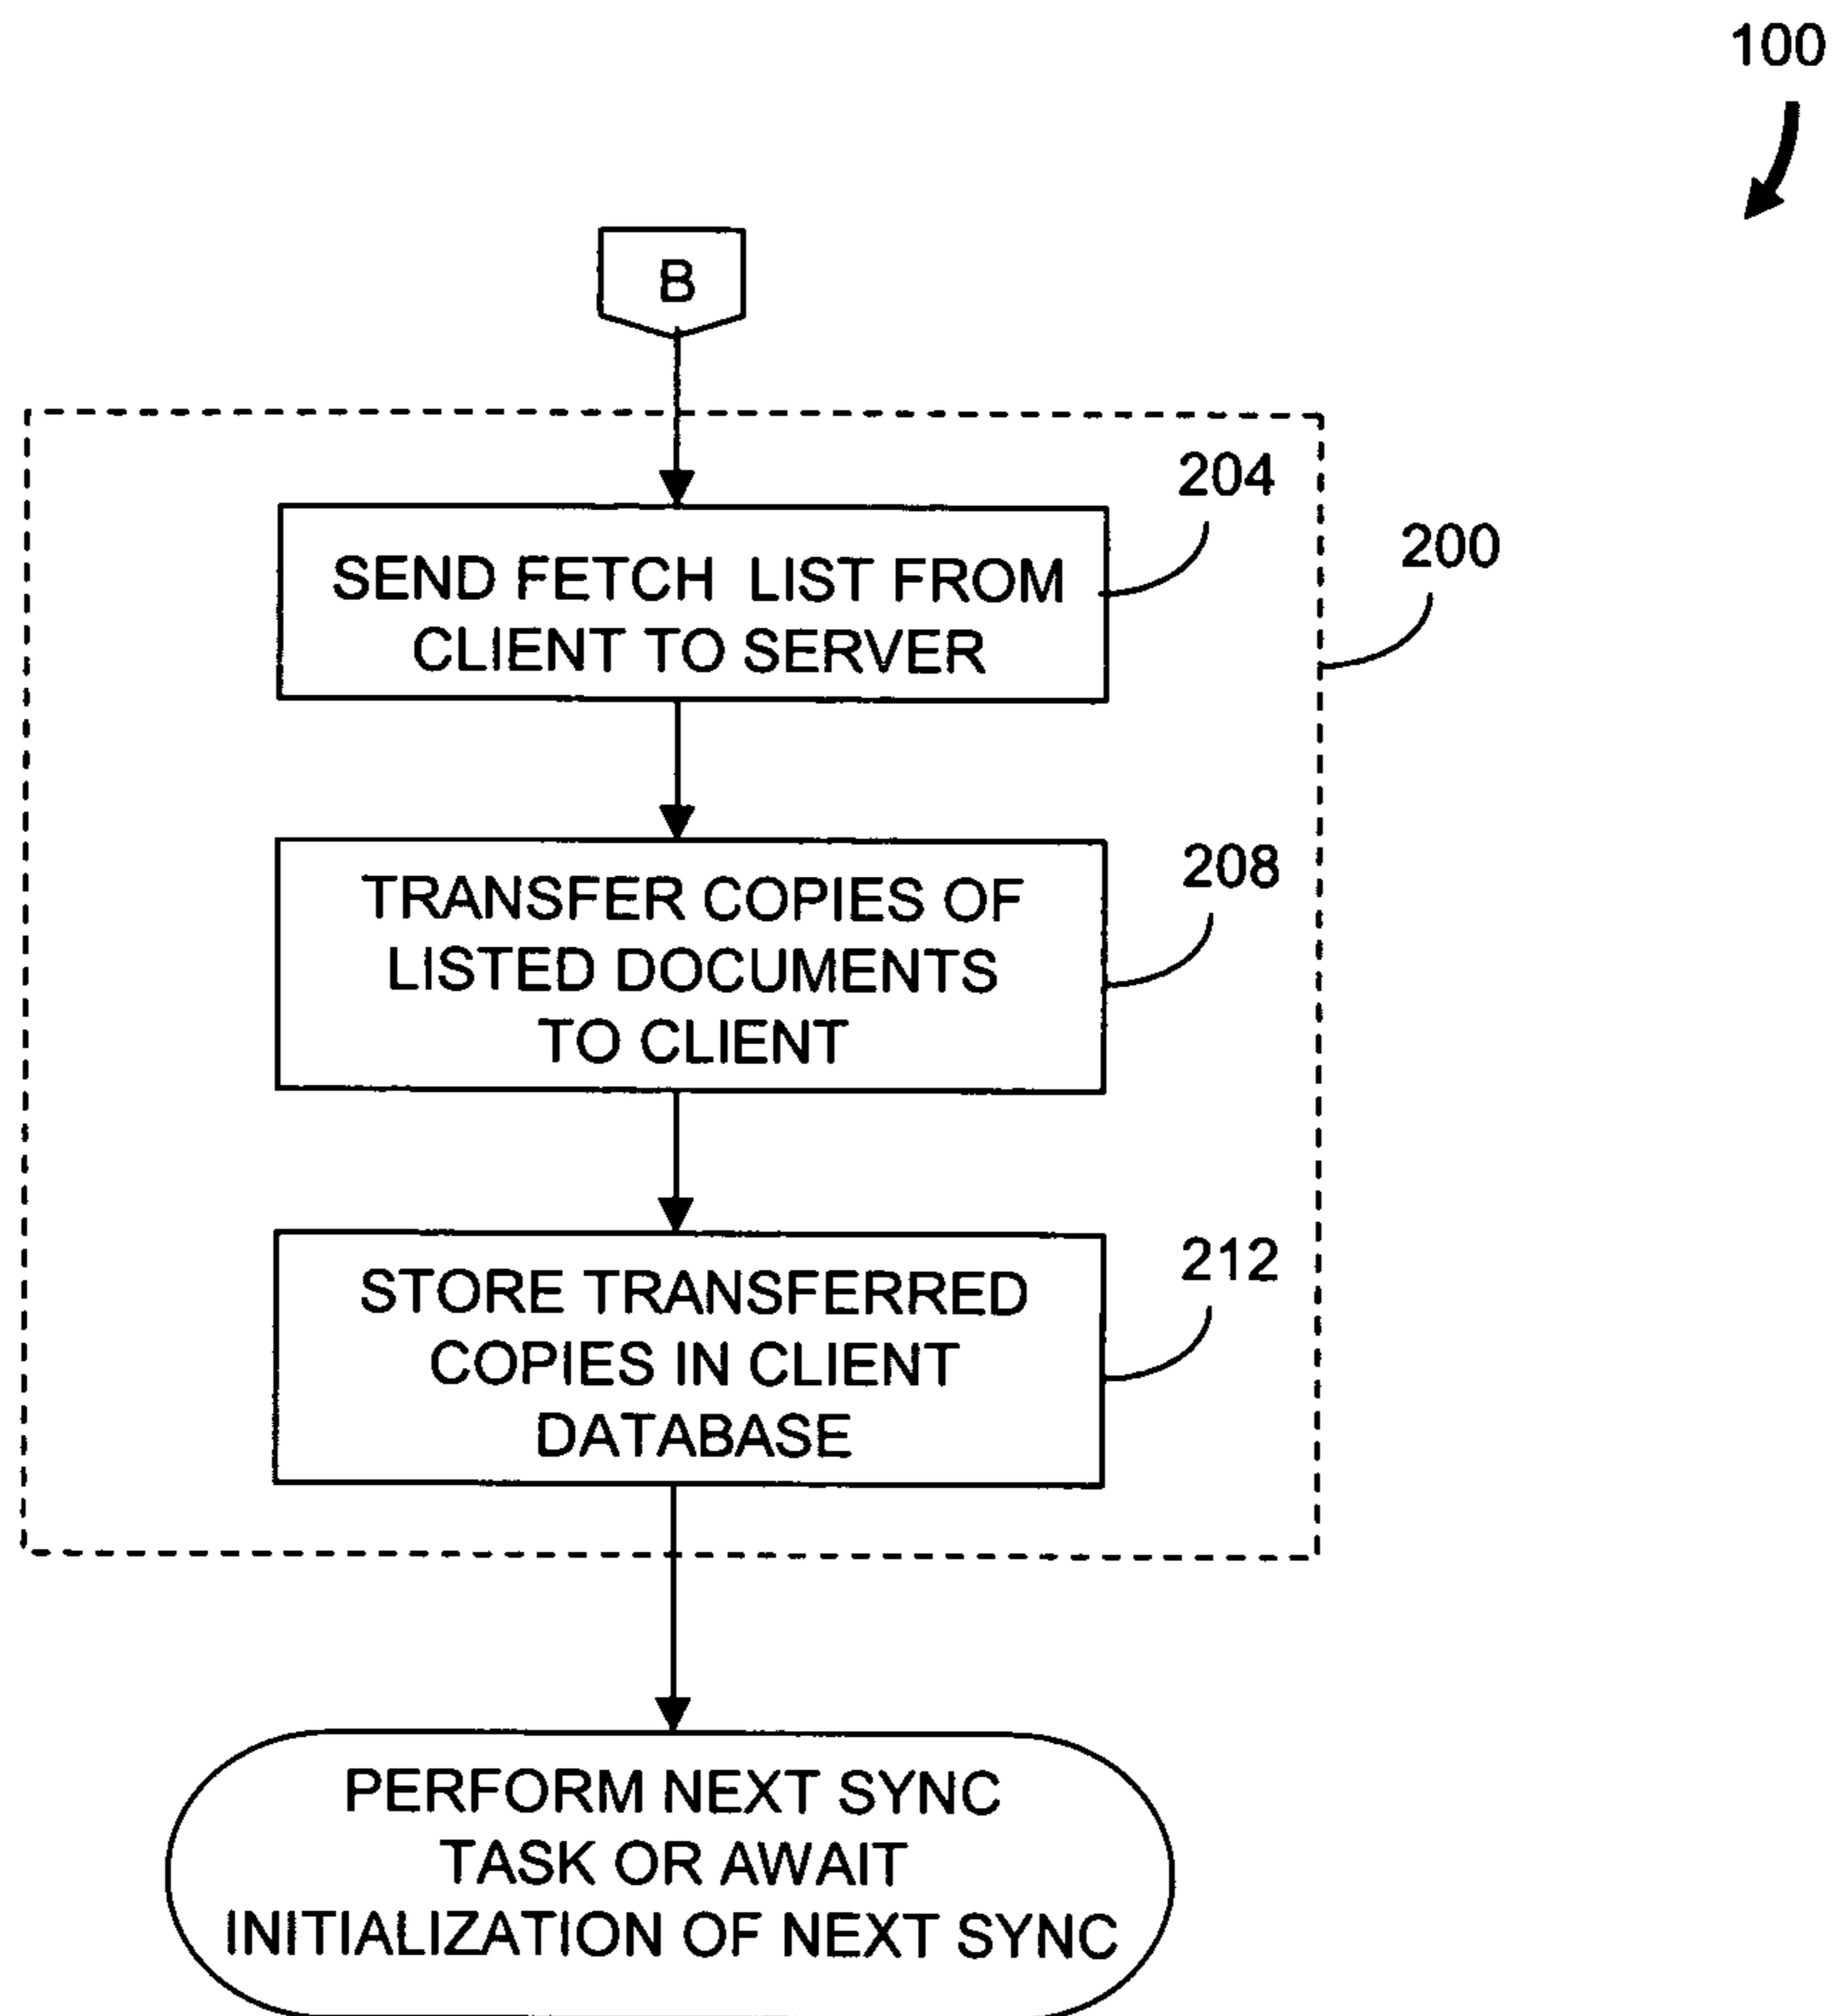 100
B
204
200
SEND FETCH LIST FROM
CLIENT TO SERVER
208
TRANSFER COPIES OF
LISTED DOCUMENTS
TO CLIENT
212
STORE TRANSFERRED
COPIES IN CLIENT
DATABASE
PERFORM NEXT SYNC
TASK OR AWAIT
INITIALIZATION OF NEXT SYNC